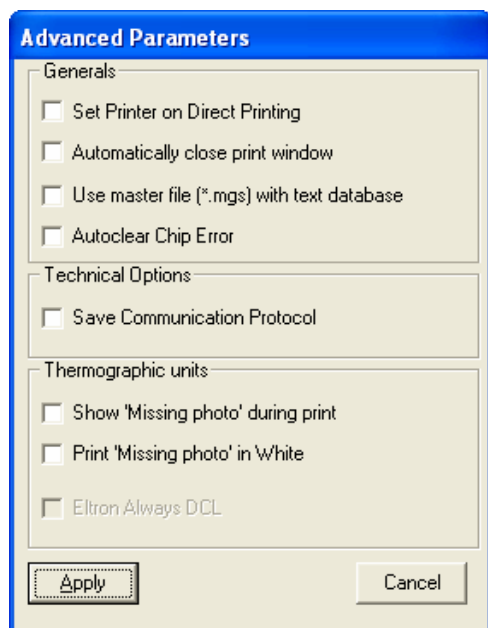 Advanced Parameters
Generals
Set Printer on Direct Printing
Automatically close print window
Use master file (*.mgs) with text database
Autoclear Chip Error
Technical Options
Save Communication Protocol
Thermographic units
Show 'Missing photo' during print
Print 'Missing photo' in White
Eltron Always DCL
Apply Cancel